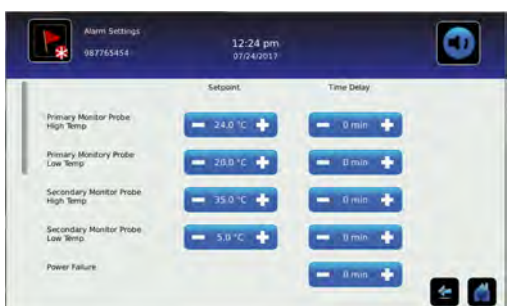 Alarm Settings
987765454
12:24 pm
07/24/2017
Setpoint
Time Delay
Primary Monitor Probe
High Temp
24.0 °C
0 min
Primary Monitory Probe
Low Temp
20.0 °C
0 min
Secondary Monitor Probe
High Temp
35.0 °C
0 min
Secondary Monitor Probe
Low Temp
5.0 °C
0 min
Power Failure
0 min